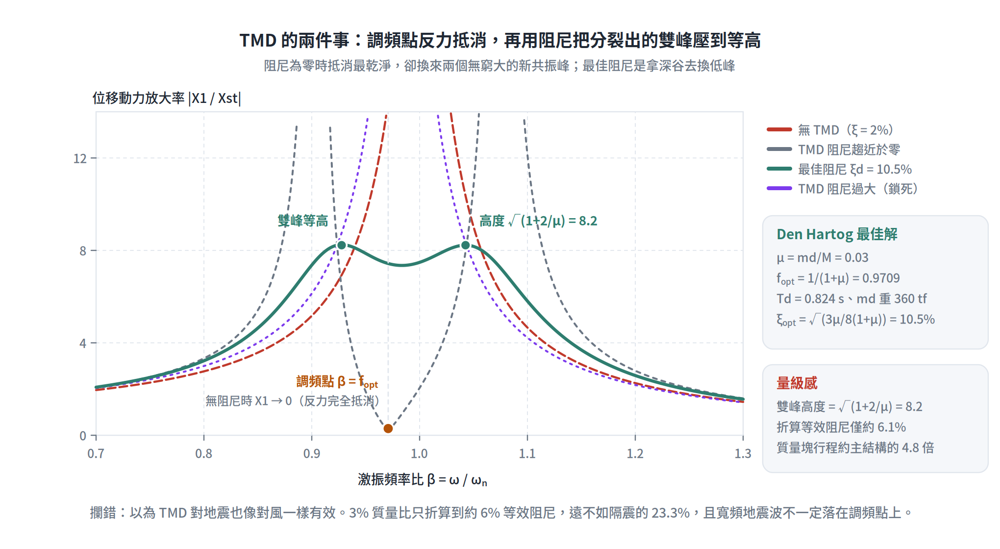 TMD 的兩件事：調頻點反力抵消，再用阻尼把分裂出的雙峰壓到等高
阻尼為零時抵消最乾淨，卻換來兩個無窮大的新共振峰；最佳阻尼是拿深谷去換低峰
位移動力放大率 |X1 / Xst|
12
8
4
0
0.7
0.8
0.9
1.0
1.1
1.2
1.3
激振頻率比 β = ω / ωn
雙峰等高
高度 √(1+2/μ) = 8.2
調頻點 β = fopt
無阻尼時 X1 → 0（反力完全抵消）
無 TMD（ξ = 2%）
TMD 阻尼趨近於零
最佳阻尼 ξd = 10.5%
TMD 阻尼過大（鎖死）
Den Hartog 最佳解
μ = md/M = 0.03
fopt = 1/(1+μ) = 0.9709
Td = 0.824 s、md 重 360 tf
ξopt = √(3μ/8(1+μ)) = 10.5%
量級感
雙峰高度 = √(1+2/μ) = 8.2
折算等效阻尼僅約 6.1%
質量塊行程約主結構的 4.8 倍
攔錯：以為 TMD 對地震也像對風一樣有效。3% 質量比只折算到約 6% 等效阻尼，遠不如隔震的 23.3%，且寬頻地震波不一定落在調頻點上。